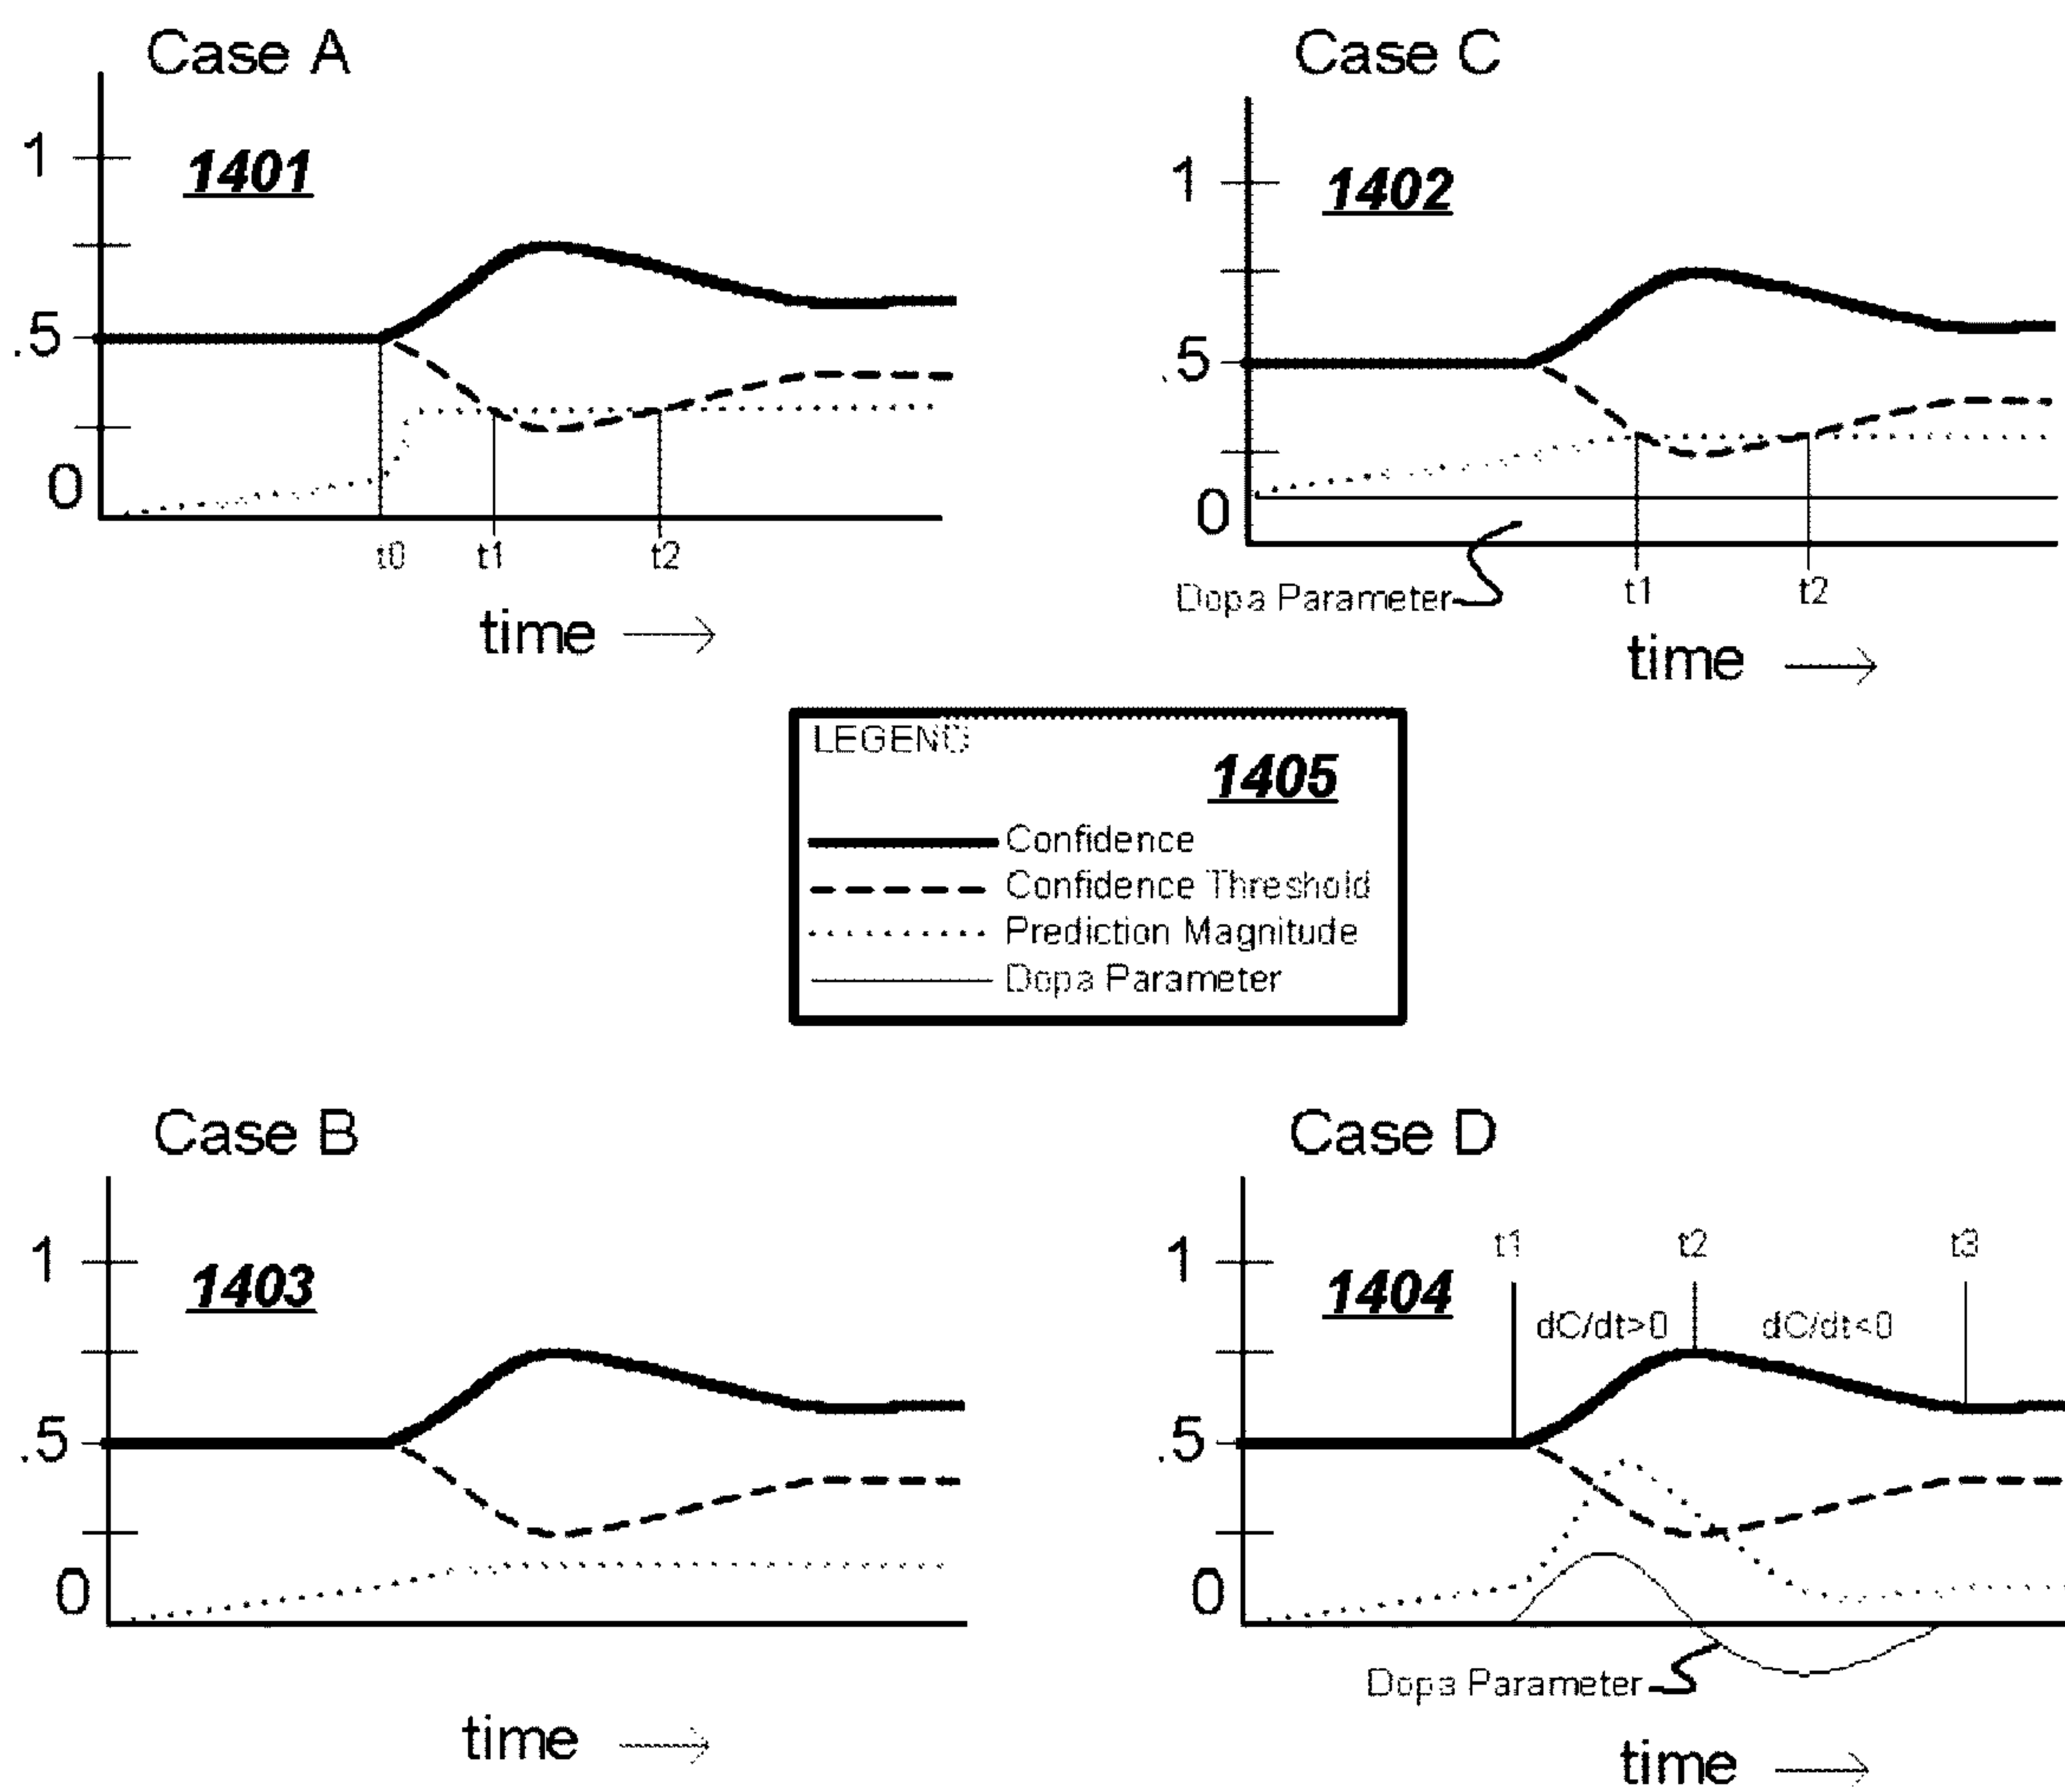 Case A
1
1401
.5
0
t0
t1
t2
time
Case C
1
1402
.5
0
Dopa Parameter
t1
t2
time
LEGEND
1405
Confidence
Confidence Threshold
Prediction Magnitude
Dopa Parameter
Case B
1
1403
.5
0
time
Case D
t1
t2
t3
1
1404
dC/dt>0
dC/dt<0
.5
0
Dopa Parameter
time